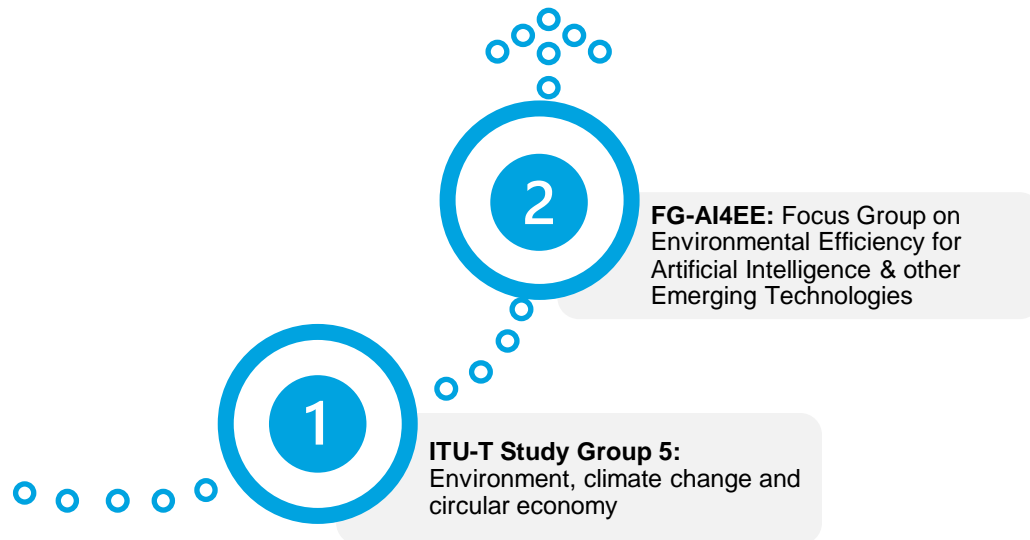 2
FG-AI4EE: Focus Group on
Environmental Efficiency for
Artificial Intelligence & other
Emerging Technologies
1
ITU-T Study Group 5:
Environment, climate change and
circular economy